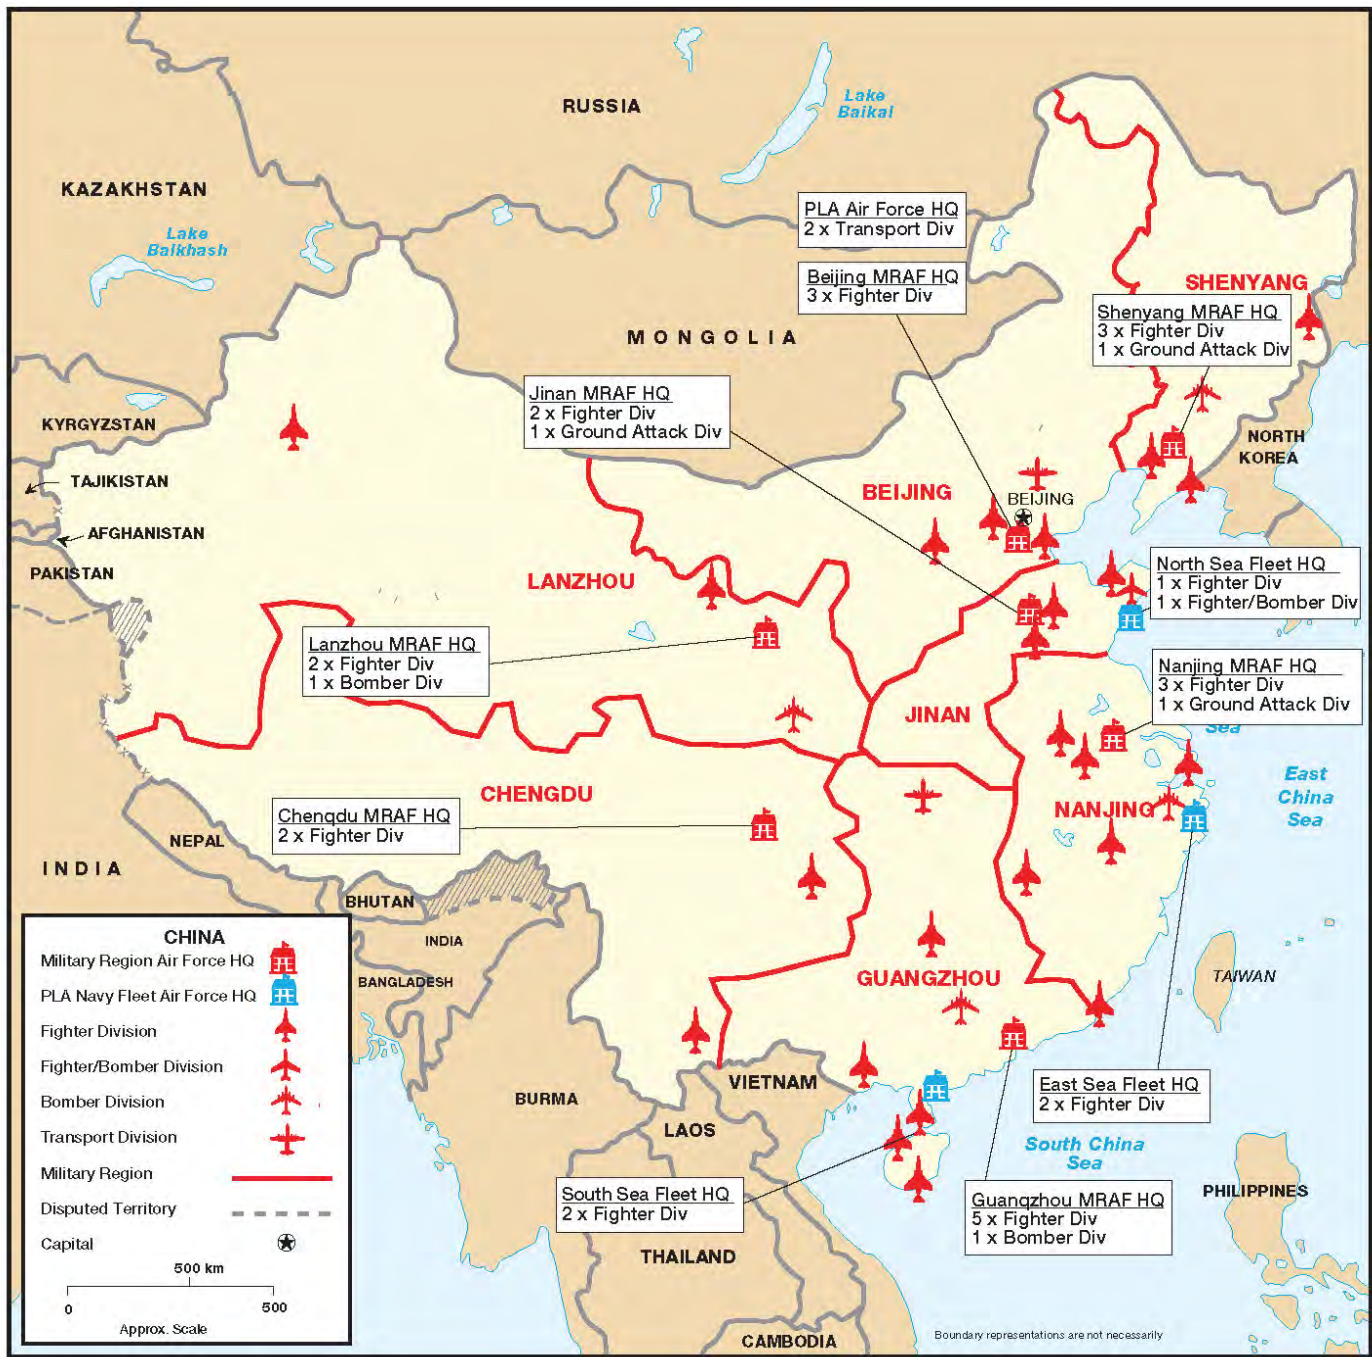 RUSSIA
Lake
Baikal
KAZAKHSTAN
Lake
Balkhash
PLA Air Force HQ
2 x Transport Div
Beijing MRAF HQ
3 x Fighter Div
SHENYANG
Shenyang MRAF HQ
3 x Fighter Div
1 x Ground Attack Div
MONGOLIA
Jinan MRAF HQ
2 x Fighter Div
1 x Ground Attack Div
KYRGYZSTAN
NORTH
KOREA
TAJIKISTAN
BEIJING
BEIJING
AFGHANISTAN
PAKISTAN
LANZHOU
North Sea Fleet HQ
1 x Fighter Div
1 x Fighter/Bomber Div
Lanzhou MRAF HQ
2 x Fighter Div
1 x Bomber Div
Nanjing MRAF HQ
3 x Fighter Div
1 x Ground Attack Div
JINAN
Sea
CHENGDU
East
China
Sea
Chenqdu MRAF HQ
2 x Fighter Div
NANJING
NEPAL
INDIA
BHUTAN
INDIA
BANGLADESH
GUANGZHOU
TAIWAN
CHINA
Military Region Air Force HQ
PLA Navy Fleet Air Force HQ
Fighter Division
Fighter/Bomber Division
Bomber Division
Transport Division
Military Region
Disputed Territory
Capital
500 km
0
500
Approx. Scale
BURMA
VIETNAM
LAOS
East Sea Fleet HQ
2 x Fighter Div
South China
Sea
South Sea Fleet HQ
2 x Fighter Div
Guanqzhou MRAF HQ
5 x Fighter Div
1 x Bomber Div
PHILIPPINES
THAILAND
CAMBODIA
Boundary representations are not necessarily